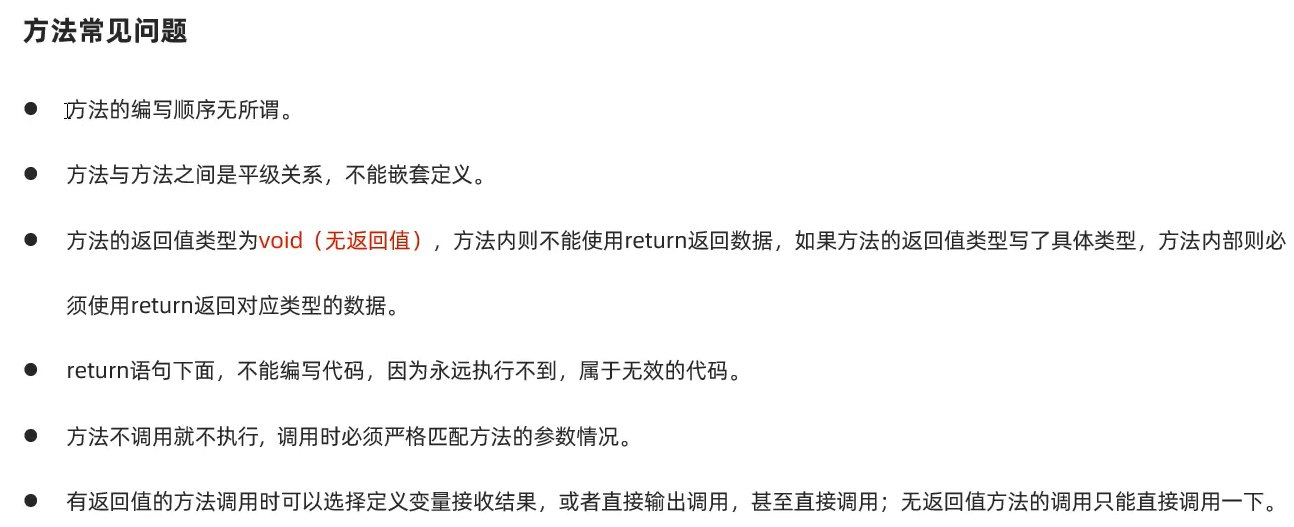 方法常见问题
● 方法的编写顺序无所谓。
● 方法与方法之间是平级关系，不能嵌套定义。
● 方法的返回值类型为void（无返回值），方法内则不能使用return返回数据，如果方法的返回值类型写了具体类型，方法内部则必
须使用return返回对应类型的数据。
● return语句下面，不能编写代码，因为永远执行不到，属于无效的代码。
● 方法不调用就不执行, 调用时必须严格匹配方法的参数情况。
● 有返回值的方法调用时可以选择定义变量接收结果，或者直接输出调用，甚至直接调用；无返回值方法的调用只能直接调用一下。